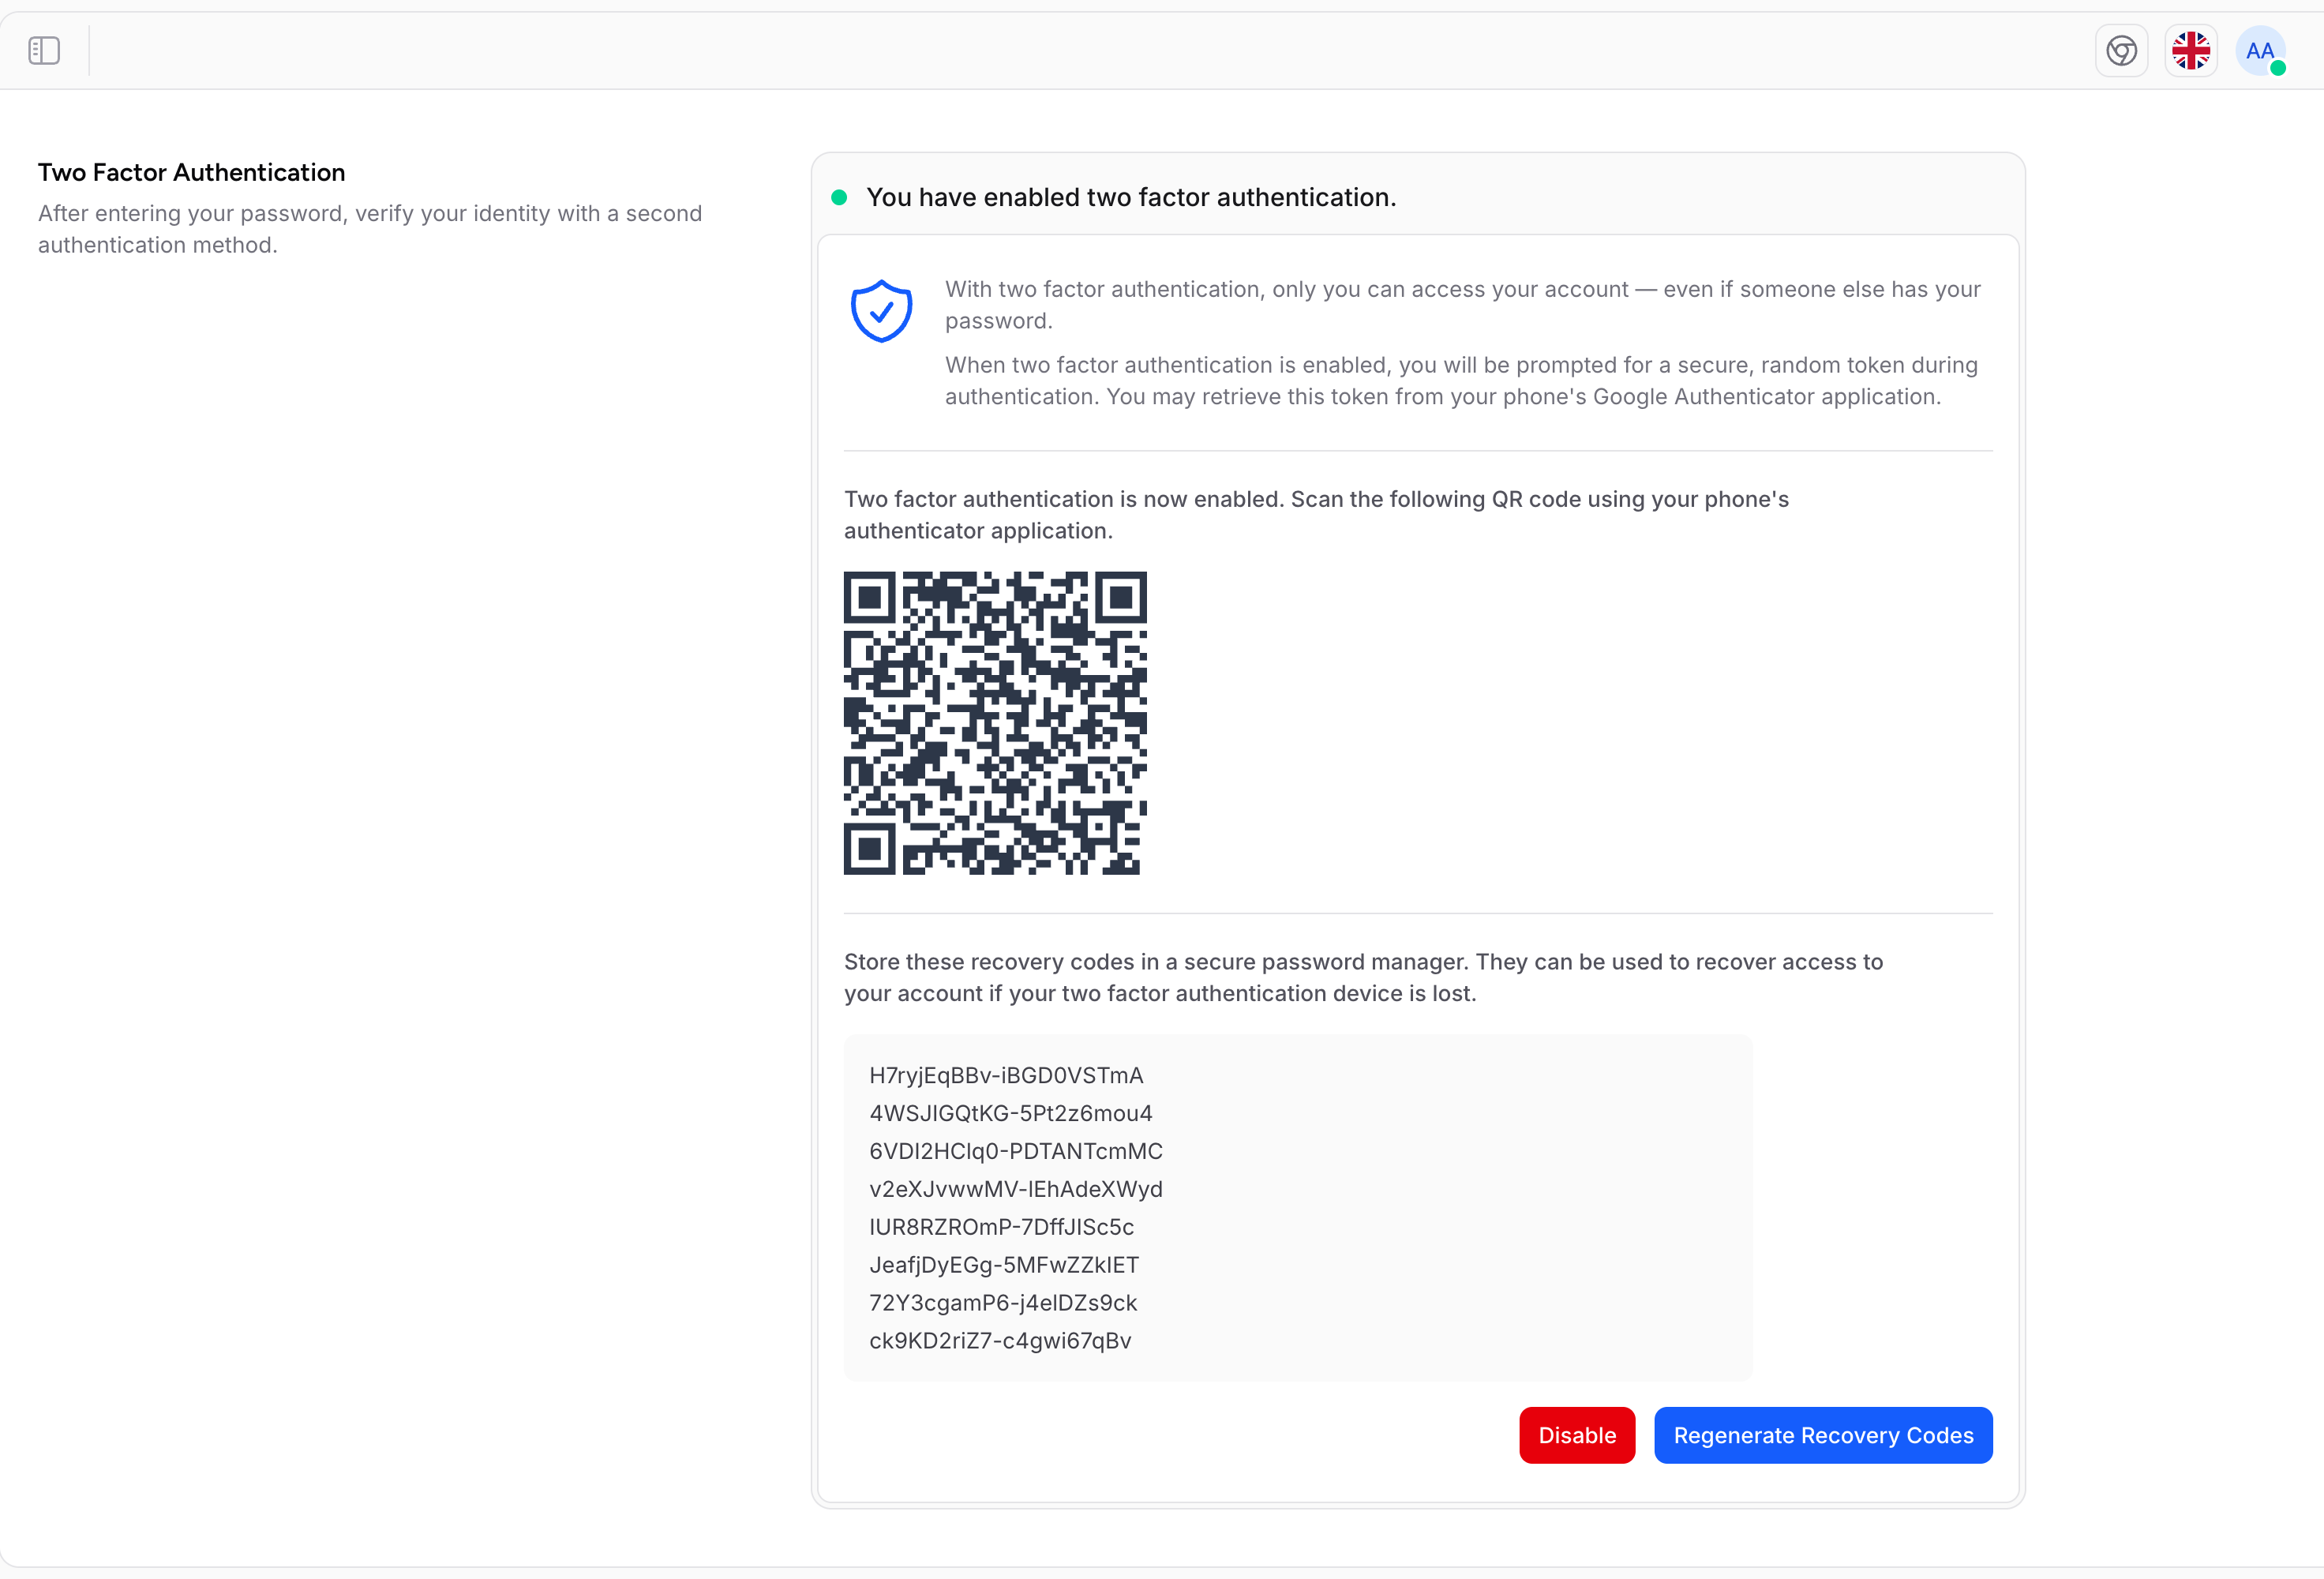 AA
Two Factor Authentication
After entering your password, verify your identity with a second
authentication method.
You have enabled two factor authentication.
With two factor authentication, only you can access your account — even if someone else has your
password.
When two factor authentication is enabled, you will be prompted for a secure, random token during
authentication. You may retrieve this token from your phone's Google Authenticator application.
Two factor authentication is now enabled. Scan the following QR code using your phone's
authenticator application.
Store these recovery codes in a secure password manager. They can be used to recover access to
your account if your two factor authentication device is lost.
H7ryjEqBBv-iBGD0VSTmA
4WSJIGQtKG-5Pt2z6mou4
6VDI2HClq0-PDTANTcmMC
v2eXJvwwMV-lEhAdeXWyd
IUR8RZROmP-7DffJISc5c
JeafjDyEGg-5MFwZZkIET
72Y3cgamP6-j4elDZs9ck
ck9KD2riZ7-c4gwi67qBv
Disable
Regenerate Recovery Codes